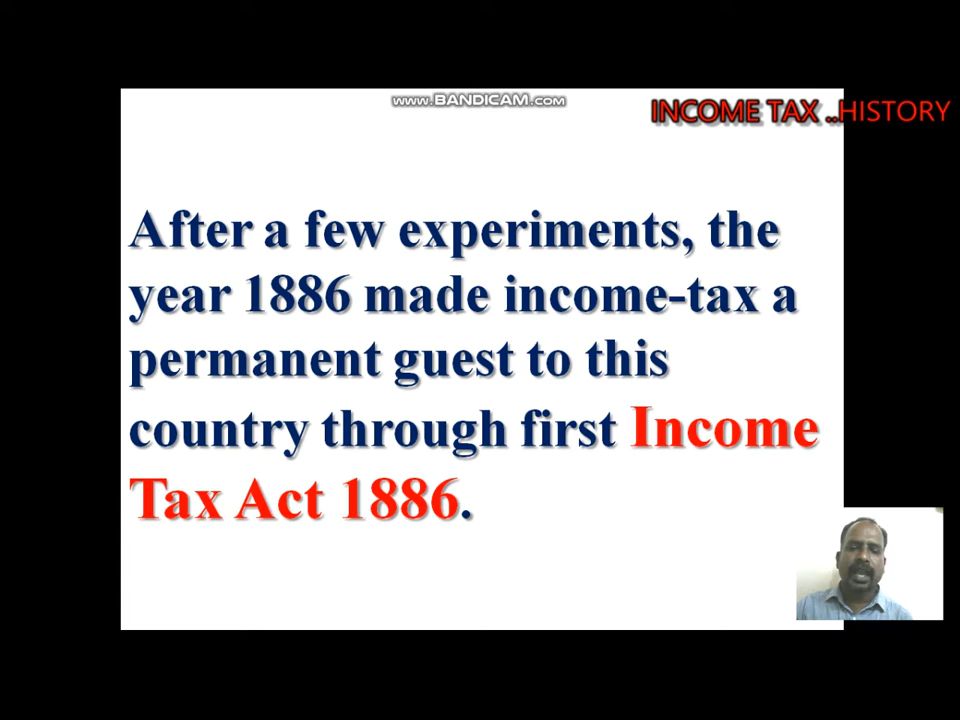 www.BANDICAM.com
INCOME TAX ..HISTORY
After a few experiments, the
year 1886 made income-tax a
permanent guest to this
country through first Income
Tax Act 1886.